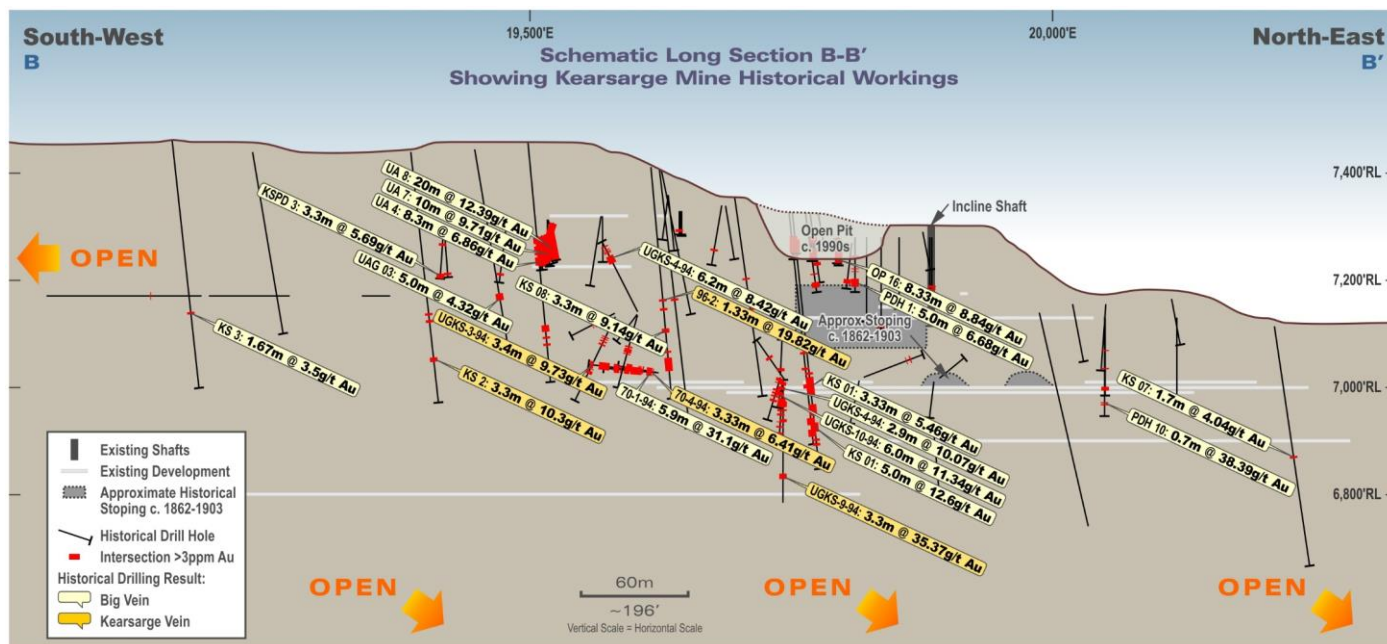 South-West
B
19,500'E
20,000'E
North-East
B'
Schematic Long Section B-B'
Showing Kearsarge Mine Historical Workings
7,400'RL
7,200'RL
7,000'RL
6,800'RL
Incline Shaft
Open Pit
c. 1990s
Approx Stoping
c. 1862-1903
OPEN
UA 8: 20m @ 12.39g/t Au
UA 7: 10m @ 9.71g/t Au
UA 4: 8.3m @ 6.86g/t Au
KSPD 3: 3.3m @ 5.69g/t Au
UAG 03: 5.0m @ 4.32g/t Au
KS 3: 1.67m @ 3.5g/t Au
UGKS-3-94: 3.4m @ 9.73g/t Au
KS 2: 3.3m @ 10.3g/t Au
KS 06: 3.3m @ 9.14g/t Au
UGKS-4-94: 6.2m @ 8.42g/t Au
96-2: 1.33m @ 19.82g/t Au
70-1-94: 5.9m @ 31.1g/t Au
70-4-94: 3.33m @ 6.41g/t Au
OP 16: 8.33m @ 8.84g/t Au
PDH 1: 5.0m @ 6.68g/t Au
KS 01: 3.33m @ 5.46g/t Au
UGKS-4-94: 2.9m @ 10.07g/t Au
UGKS-10-94: 6.0m @ 11.34g/t Au
KS 01: 5.0m @ 12.6g/t Au
UGKS-9-94: 3.3m @ 35.37g/t Au
KS 07: 1.7m @ 4.04g/t Au
PDH 10: 0.7m @ 38.39g/t Au
Existing Shafts
Existing Development
Approximate Historical
Stoping c. 1862-1903
Historical Drill Hole
Intersection >3ppm Au
Historical Drilling Result:
Big Vein
Kearsarge Vein
OPEN
60m
~196'
Vertical Scale = Horizontal Scale
OPEN
OPEN